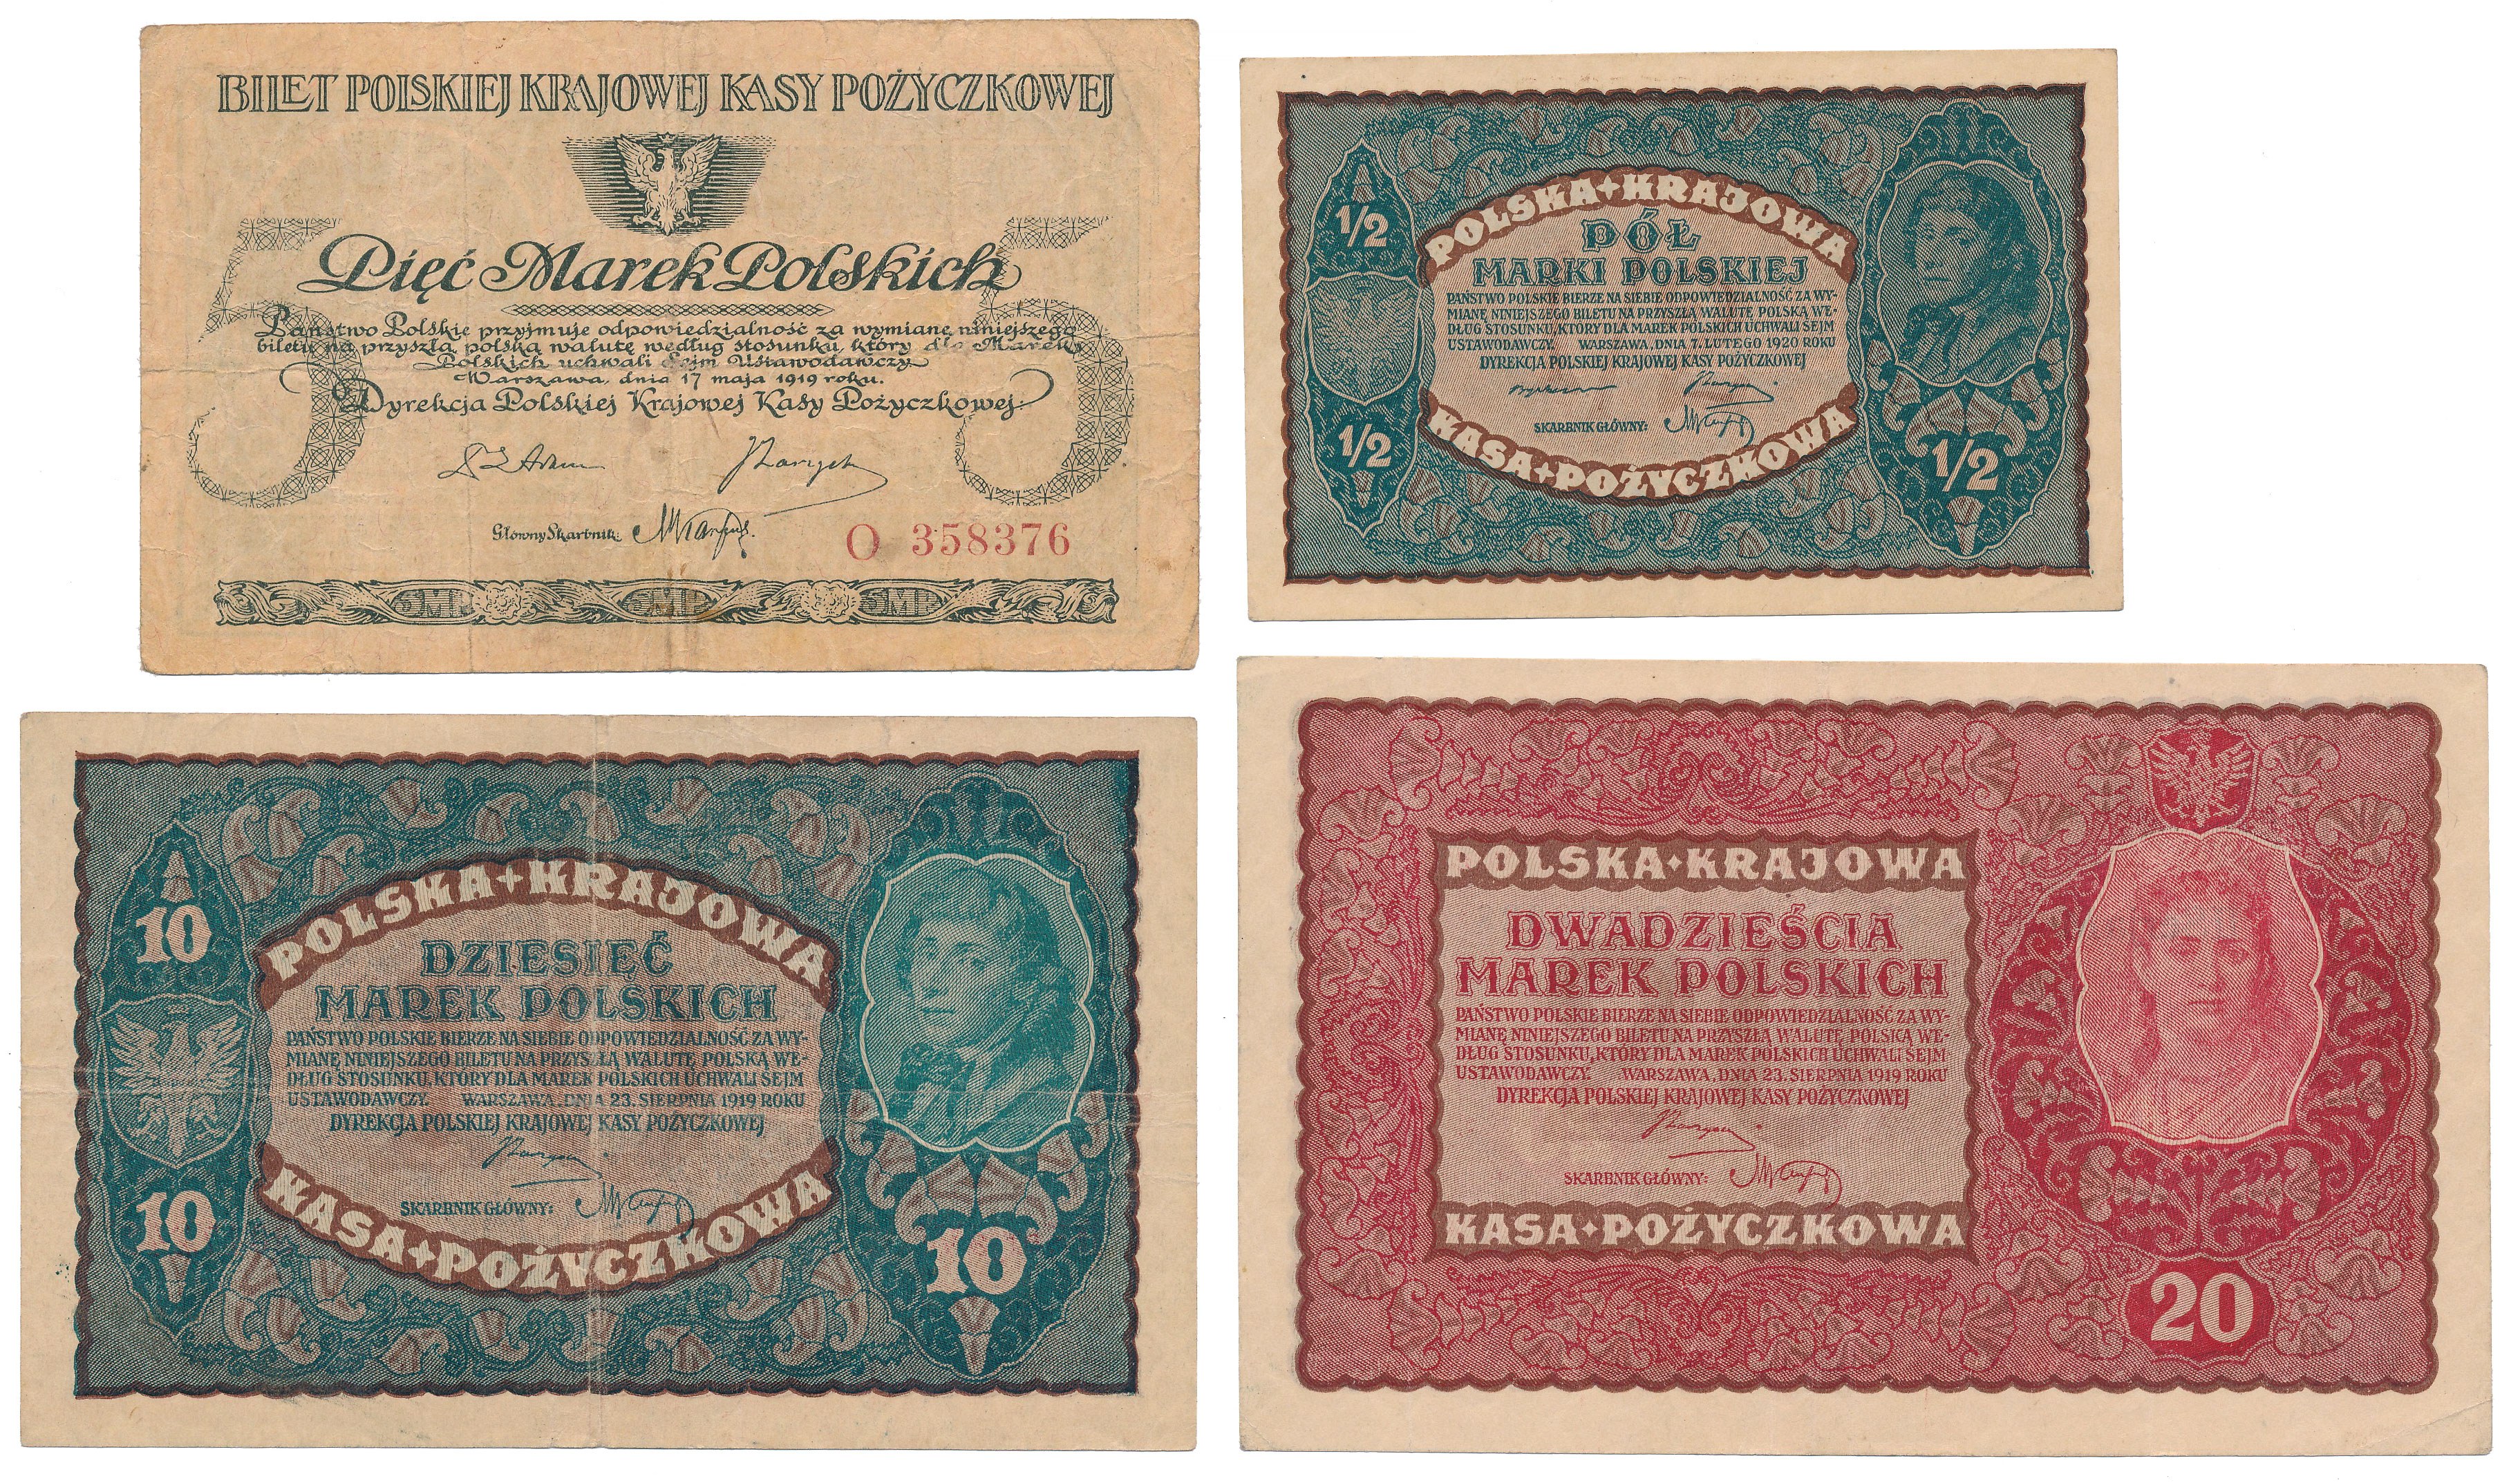 BILET POLSKIEJ KRAJOWEJ KASY POŻYCZKOWEJ
5 5
Pięć Marek Polskich
Państwo Polskie przyjmuje odpowiedzialność za wymianę niniejszego
biletu na przyszłą polską walutę według stosunku, który dla Marek
Polskich uchwali Sejm Ustawodawczy
Warszawa, dnia 17 maja 1919 roku.
Dyrekcja Polskiej Krajowej Kasy Pożyczkowej:
Główny Skarbnik:
O 358376
5MP 5MP 5MP
POLSKA KRAJOWA
1/2
PÓŁ
MARKI POLSKIEJ
PAŃSTWO POLSKIE BIERZE NA SIEBIE ODPOWIEDZIALNOŚĆ ZA WY-
MIANĘ NINIEJSZEGO BILETU NA PRZYSZŁĄ WALUTĘ POLSKĄ WE-
DŁUG STOSUNKU, KTÓRY DLA MAREK POLSKICH UCHWALI SEJM
USTAWODAWCZY. WARSZAWA, DNIA 7. LUTEGO 1920 ROKU
DYREKCJA POLSKIEJ KRAJOWEJ KASY POŻYCZKOWEJ
SKARBNIK GŁÓWNY:
1/2
1/2
KASA POŻYCZKOWA
POLSKA KRAJOWA
10
DZIESIĘĆ
MAREK POLSKICH
PAŃSTWO POLSKIE BIERZE NA SIEBIE ODPOWIEDZIALNOŚĆ ZA WY-
MIANĘ NINIEJSZEGO BILETU NA PRZYSZŁĄ WALUTĘ POLSKĄ WE-
DŁUG STOSUNKU, KTÓRY DLA MAREK POLSKICH UCHWALI SEJM
USTAWODAWCZY. WARSZAWA, DNIA 23. SIERPNIA 1919 ROKU
DYREKCJA POLSKIEJ KRAJOWEJ KASY POŻYCZKOWEJ
SKARBNIK GŁÓWNY:
10
10
KASA POŻYCZKOWA
POLSKA KRAJOWA
DWADZIEŚCIA
MAREK POLSKICH
PAŃSTWO POLSKIE BIERZE NA SIEBIE ODPOWIEDZIALNOŚĆ ZA WY-
MIANĘ NINIEJSZEGO BILETU NA PRZYSZŁĄ WALUTĘ POLSKĄ WE-
DŁUG STOSUNKU, KTÓRY DLA MAREK POLSKICH UCHWALI SEJM
USTAWODAWCZY. WARSZAWA, DNIA 23. SIERPNIA 1919 ROKU
DYREKCJA POLSKIEJ KRAJOWEJ KASY POŻYCZKOWEJ
SKARBNIK GŁÓWNY:
KASA POŻYCZKOWA
20